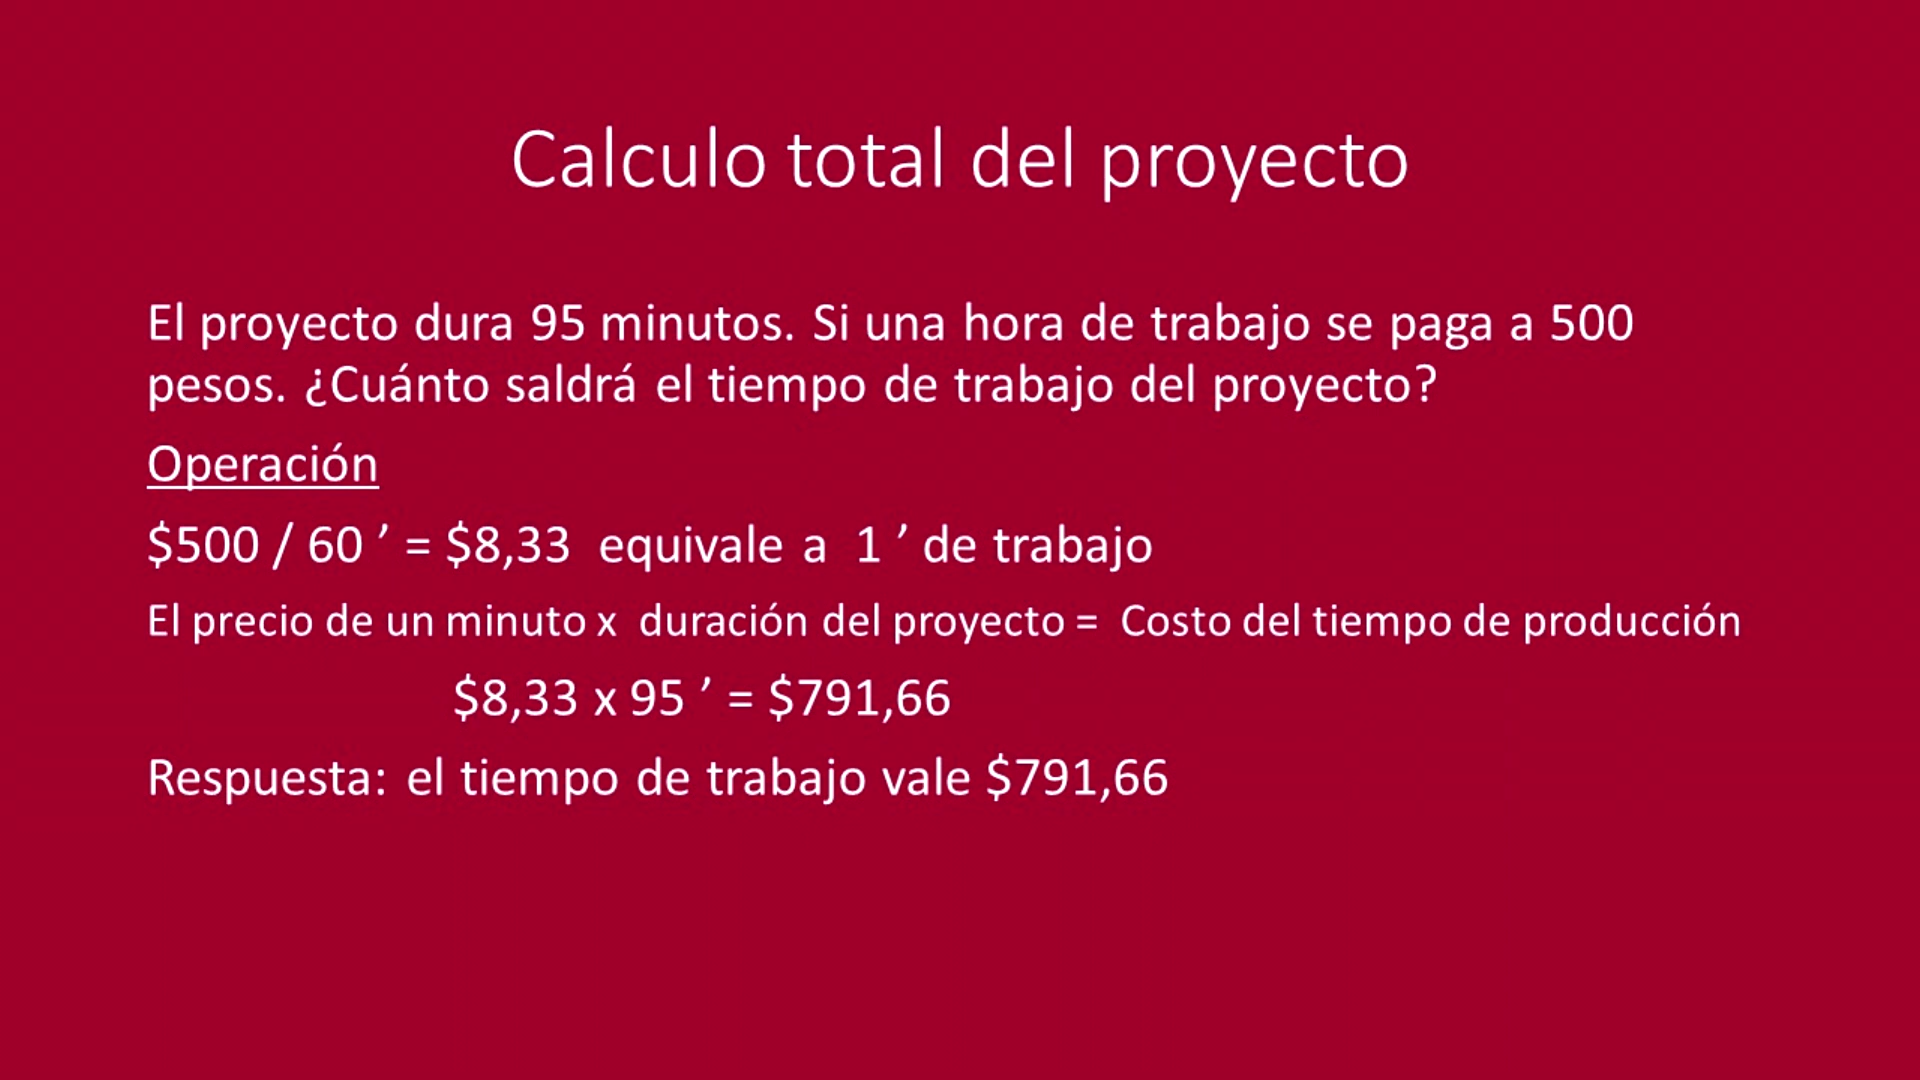 Calculo total del proyecto
El proyecto dura 95 minutos. Si una hora de trabajo se paga a 500
pesos. ¿Cuánto saldrá el tiempo de trabajo del proyecto?
Operación
$500 / 60 ’ = $8,33 equivale a 1 ’ de trabajo
El precio de un minuto x duración del proyecto = Costo del tiempo de producción
$8,33 x 95 ’ = $791,66
Respuesta: el tiempo de trabajo vale $791,66